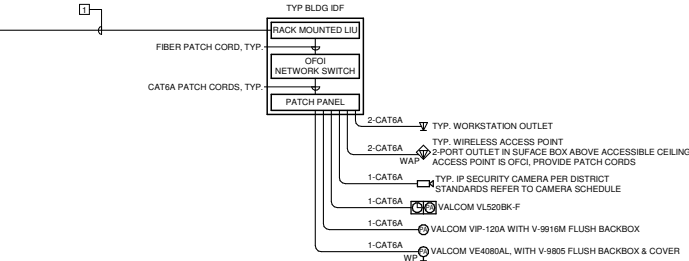 TYP BLDG IDF
1
RACK MOUNTED LIU
FIBER PATCH CORD, TYP.
OFOI
NETWORK SWITCH
CAT6A PATCH CORDS, TYP.
PATCH PANEL
2-CAT6A
TYP. WORKSTATION OUTLET
2-CAT6A
WAP
TYP. WIRELESS ACCESS POINT
2-PORT OUTLET IN SUFACE BOX ABOVE ACCESSIBLE CEILING
ACCESS POINT IS OFCI, PROVIDE PATCH CORDS
1-CAT6A
TYP. IP SECURITY CAMERA PER DISTRICT
STANDARDS REFER TO CAMERA SCHEDULE
1-CAT6A
PA
VALCOM VL520BK-F
1-CAT6A
PA
VALCOM VIP-120A WITH V-9916M FLUSH BACKBOX
1-CAT6A
PA
WP
VALCOM VE4080AL, WITH V-9805 FLUSH BACKBOX & COVER